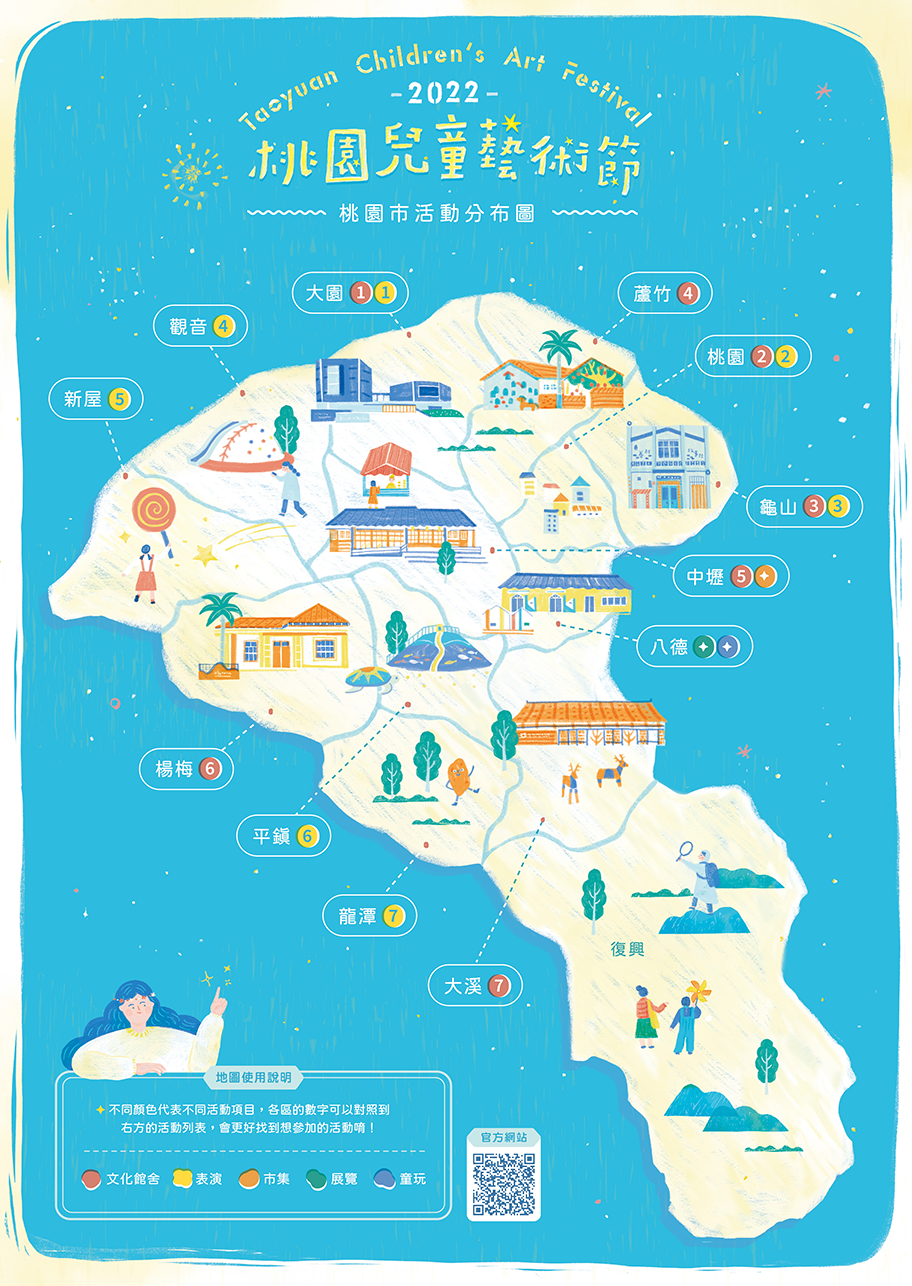 Taoyuan Children's Art Festival
-2022-
桃園兒童藝術節
桃園市活動分布圖
大園 1 1
蘆竹 4
觀音 4
桃園 2 2
新屋 5
龜山 3 3
中壢 5
八德
楊梅 6
平鎮 6
龍潭 7
復興
大溪 7
地圖使用說明
不同顏色代表不同活動項目，各區的數字可以對照到
右方的活動列表，會更好找到想參加的活動唷！
文化館舍 表演 市集 展覽 童玩
官方網站